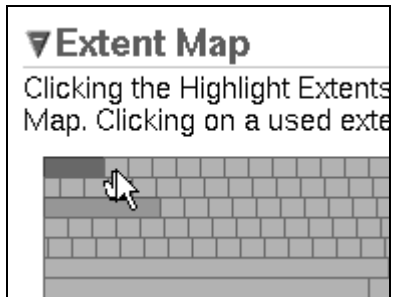 Extent Map
Clicking the Highlight Extents
Map. Clicking on a used exte